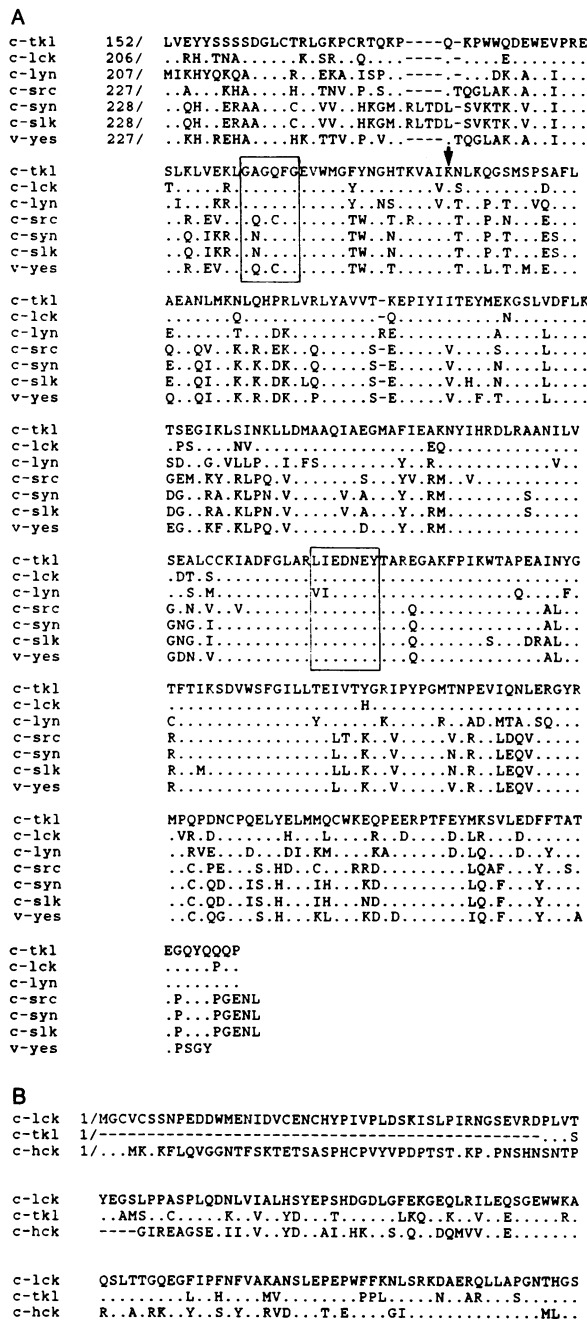 A
c-tkl 152/ LVEYYSSSSDGLCTRLGKPCRTQKP----Q-KPWWQDEWEVPRE
c-lck 206/ ..RH.TNA.......K.SR..Q...----.-......E......
c-lyn 207/ MIKHYQKQA...R..EKA.ISP...----.-....DK.A..I...
c-src 227/ ..A...KHA...H.TNV.P.S....-----.TQGLAK.A..I...
c-syn 228/ .QH..ERAA..C..VV..HKGM.RLTDL-SVKTK.V..I...
c-slk 228/ .QH..ERAA..C..VV..HKGM.RLTDL-SVKTK.V..I...
v-yes 227/ ..KH.REHA...HK.TTV.P.V...-----.TQGLAK.A..I...
c-tkl SLKLVEKLGAGQFGEVWMGFYNGHTKVAIKNLKQGSMSPSAFL
c-lck T......R............Y........V.S........D...
c-lyn .I...KR.............Y..NS....V.T..P.T..VQ..
c-src ..R.EV...Q.C.......TW..T.R.....T..P.N...E...
c-syn ..Q.IKR..N.........TW..N.......T..P.T...ES..
c-slk ..Q.IKR..N.........TW..N.......T..P.T...ES..
v-yes ..R.EV...Q.C.......TW..T.......T..L.T.M.E...
c-tkl AEANLMKNLQHPRLVRLYAVVT-KEPIYIITEYMEKGSLVDFLK
c-lck .......Q..............-Q..........N.........
c-lyn E......T...DK.........RE..........A.....L...
c-src Q..QV..K.R.EK..Q.....S-E.....V....S.....L...
c-syn E..QI..K.K.DK..Q.....S-E.....V....N.....L...
c-slk E..QI..K.K.DK.LQ.....S-E.....V.H..N.....L...
v-yes Q..QI..K.R.DK..P.....S-E.....V...F.T....L...
c-tkl TSEGIKLSINKLLDMAAQIAEGMAFIEAKNYIHRDLRAANILV
c-lck .PS....NV.................EQ...............
c-lyn SD..G.VLLP..I.FS........Y..R............V.
c-src GEM.KY.RLPQ.V........S..YV.RM...V..........
c-syn DG..RA.KLPN.V.....V.A...Y..RM........S.....
c-slk DG..RA.KLPN.V.....V.A...Y..RM........S.....
v-yes EG..KF.KLPQ.V........D...Y..RM.............
c-tkl SEALCCKIADFGLARLIEDNEYTAREGAKFPIKWTAPEAINYG
c-lck .DT.S......................................
c-lyn ..S.M..........VI.................Q....F.
c-src G.N.V..V.................Q............AL..
c-syn GNG.I....................Q............AL..
c-slk GNG.I....................Q.......S...DRAL..
v-yes GDN.V....................Q............AL..
c-tkl TFTIKSDVWSFGILLTEIVTYGRIPYPGMTNPEVIQNLERGYR
c-lck ....................H......................
c-lyn C..............Y.....K....R..AD.MTA.SQ...
c-src R..............LT.K..V.....V.R..LDQV.....
c-syn R..............L..K..V.....N.R..LEQV.....
c-slk R..M...........LL.K..V.....N.R..LEQV.....
v-yes R..............L..K..V.....V.R..LEQV.....
c-tkl MPQPDNCPQELYELMMQCWKEQPEERPTFEYMKSVLEDFFTAT
c-lck .VR.D.......H...L....R..D....D.LR...D......
c-lyn ..RVE...D...DI.KM....KA.....D.LQ...D..Y...
c-src ..C.PE...S.HD..C...RRD........LQAF...Y..S.
c-syn ..C.QD..IS.H...IH...ND........LQ.F...Y....
c-slk ..C.QD..IS.H...IH...ND........LQ.F...Y....
v-yes ..C.QG...S.H...KL...KD.D......IQ.F...Y...A
c-tkl EGQYQQQP
c-lck .....P..
c-lyn ........
c-src .P...PGENL
c-syn .P...PGENL
c-slk .P...PGENL
v-yes .PSGY
B
c-lck 1/MGCVCSSNPEDDWMENIDVCENCHYPIVPLDSKISLPIRNGSEVRDPLVT
c-tkl 1/----------------------------------------------...S
c-hck 1/...MK.KFLQVGGNTFSKTETSASPHCPVYVPDPTST.KP.PNSHNSNTP
c-lck YEGSLPPASPLQDNLVIALHSYEPSHDGDLGFEKGEQLRILEQSGEWWKA
c-tkl ..AMS..C.....K..V..YD...T......LKQ...K..V..E....R.
c-hck ----GIREAGSE.II.V..YD..AI.HK..S.Q..DQMVV..E.......
c-lck QSLTTGQEGFIPFNFVAKANSLEPEPWFFKNLSRKDAERQLLAPGNTHGS
c-tkl .........L..H....MV......PPL.....N..AR...S......
c-hck R..A.RK..Y..S.Y..RVD...T.E...GI.............ML..